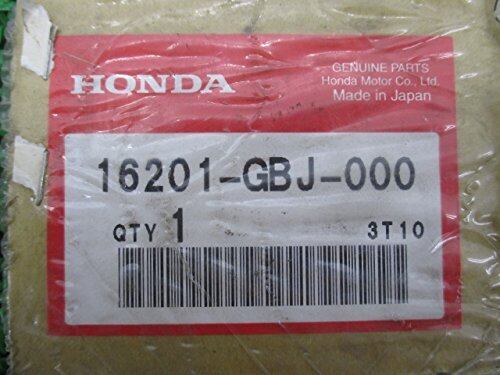 HONDA
GENUINE PARTS
Honda Motor Co., Ltd.
Made in Japan
16201-GBJ-000
QTY 1 3T10